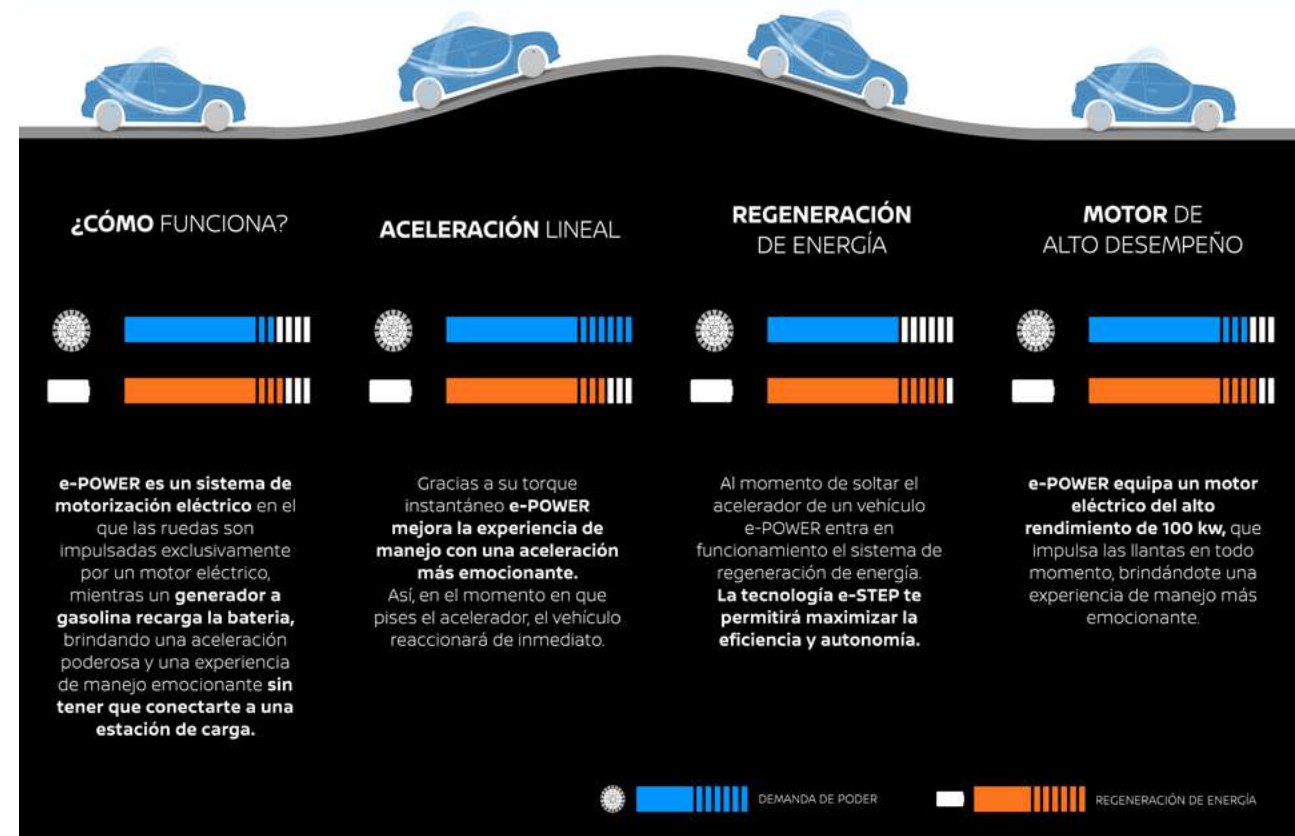 ¿CÓMO FUNCIONA?
e-POWER es un sistema de
motorización eléctrico en el
que las ruedas son
impulsadas exclusivamente
por un motor eléctrico,
mientras un generador a
gasolina recarga la bateria,
brindando una aceleración
poderosa y una experiencia
de manejo emocionante sin
tener que conectarte a una
estación de carga.
ACELERACIÓN LINEAL
Gracias a su torque
instantáneo e-POWER
mejora la experiencia de
manejo con una aceleración
más emocionante.
Así, en el momento en que
pises el acelerador, el vehículo
reaccionará de inmediato.
REGENERACIÓN
DE ENERGÍA
Al momento de soltar el
acelerador de un vehículo
e-POWER entra en
funcionamiento el sistema de
regeneración de energía.
La tecnología e-STEP te
permitirá maximizar la
eficiencia y autonomía.
MOTOR DE
ALTO DESEMPEÑO
e-POWER equipa un motor
eléctrico del alto
rendimiento de 100 kw, que
impulsa las llantas en todo
momento, brindándote una
experiencia de manejo más
emocionante.
DEMANDA DE PODER
REGENERACIÓN DE ENERGÍA